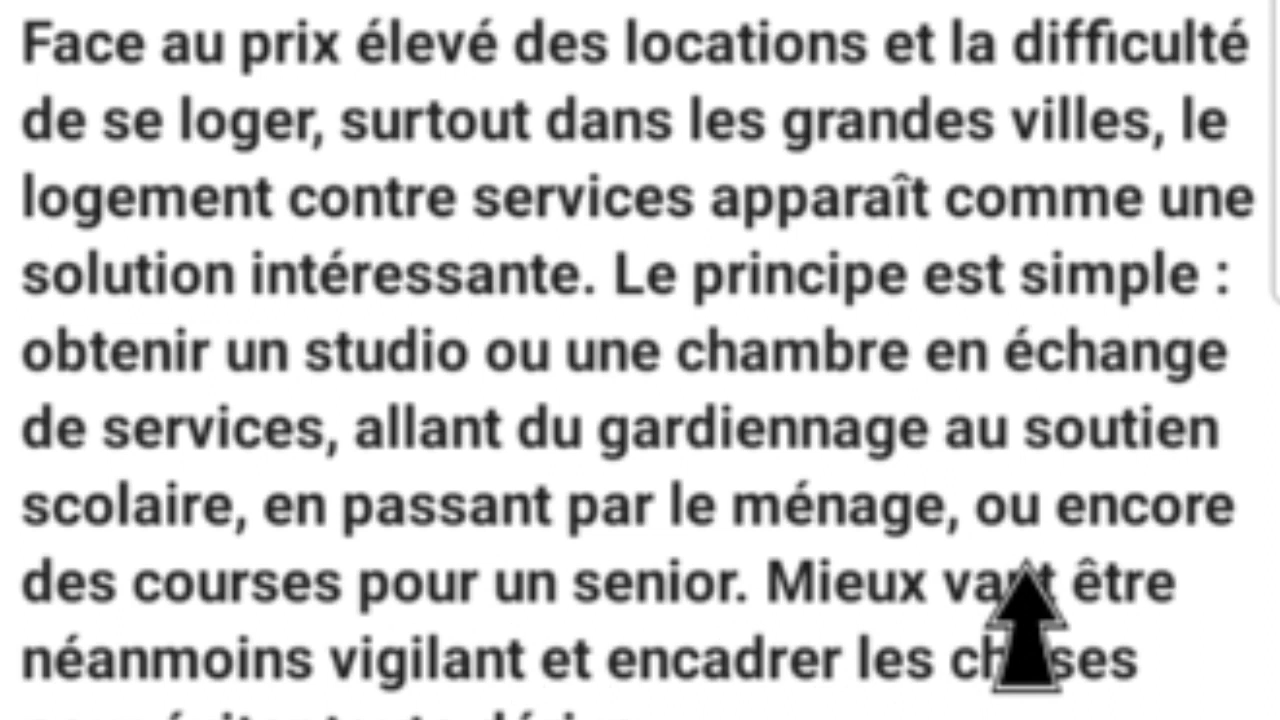 Face au prix élevé des locations et la difficulté
de se loger, surtout dans les grandes villes, le
logement contre services apparaît comme une
solution intéressante. Le principe est simple :
obtenir un studio ou une chambre en échange
de services, allant du gardiennage au soutien
scolaire, en passant par le ménage, ou encore
des courses pour un senior. Mieux vaut être
néanmoins vigilant et encadrer les choses